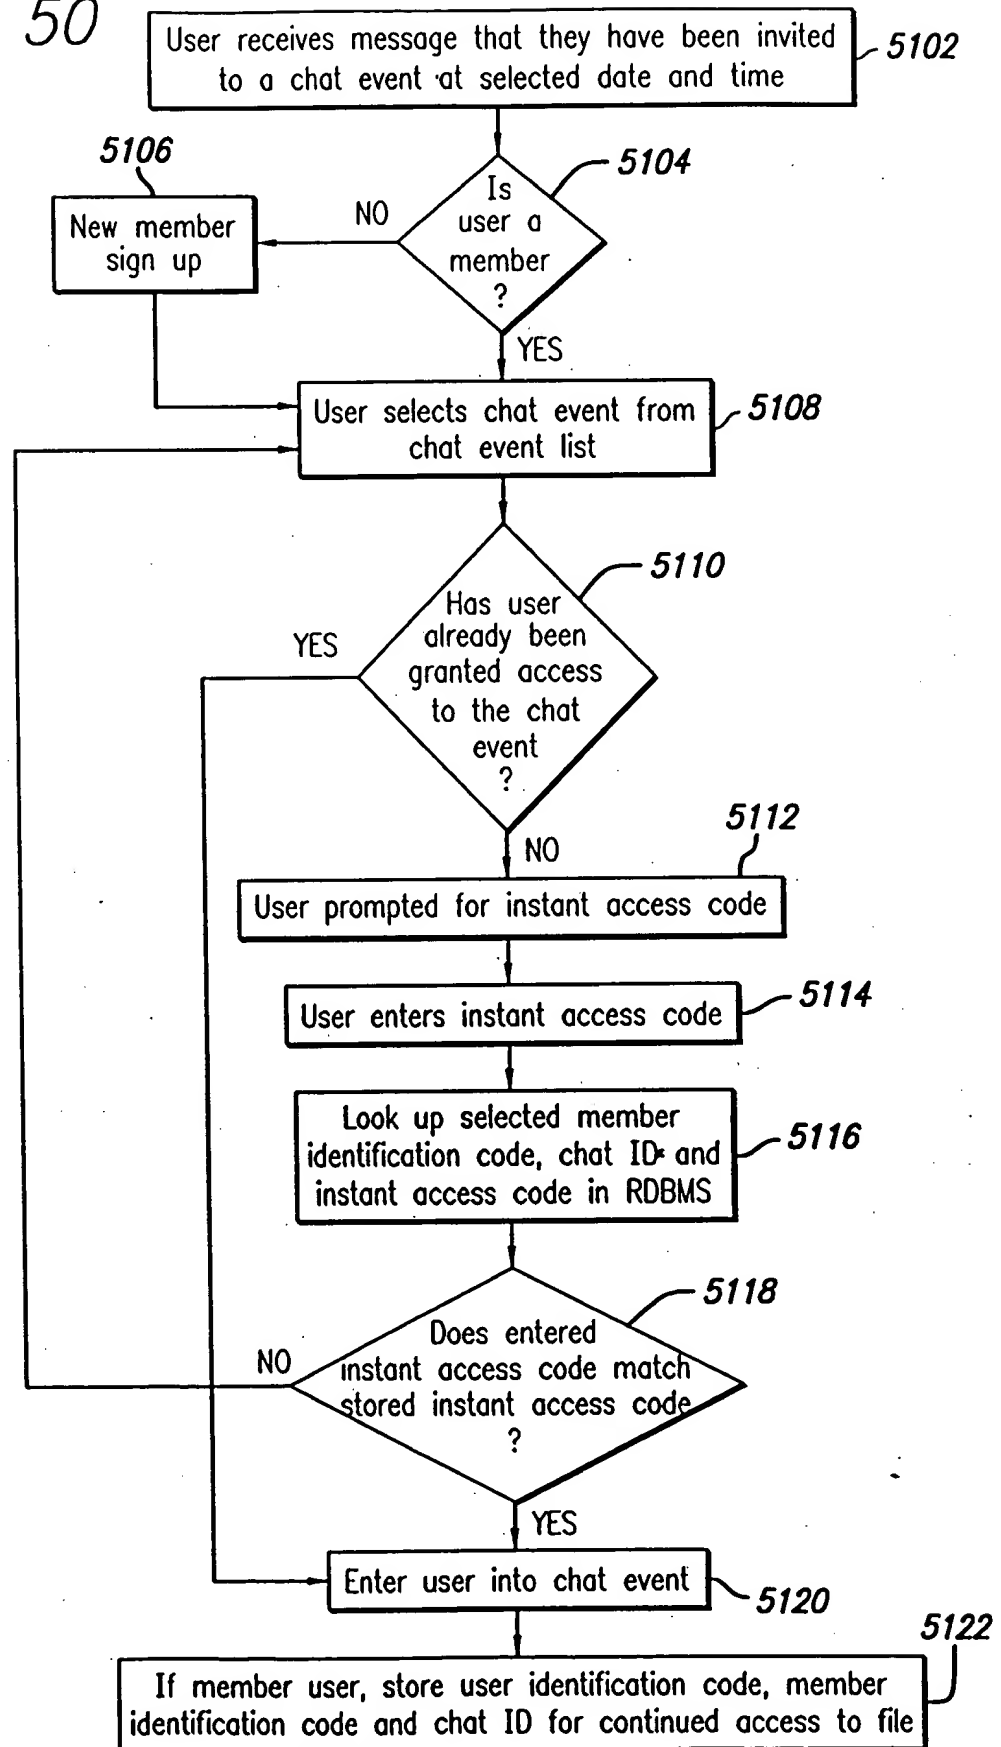 50
User receives message that they have been invited
to a chat event at selected date and time
5102
5106
5104
New member
sign up
NO
Is
user a
member
?
YES
User selects chat event from
chat event list
5108
5110
Has user
already been
granted access
to the chat
event
?
YES
NO
5112
User prompted for instant access code
User enters instant access code
5114
Look up selected member
identification code, chat ID and
instant access code in RDBMS
5116
5118
Does entered
instant access code match
stored instant access code
?
NO
YES
Enter user into chat event
5120
5122
If member user, store user identification code, member
identification code and chat ID for continued access to file